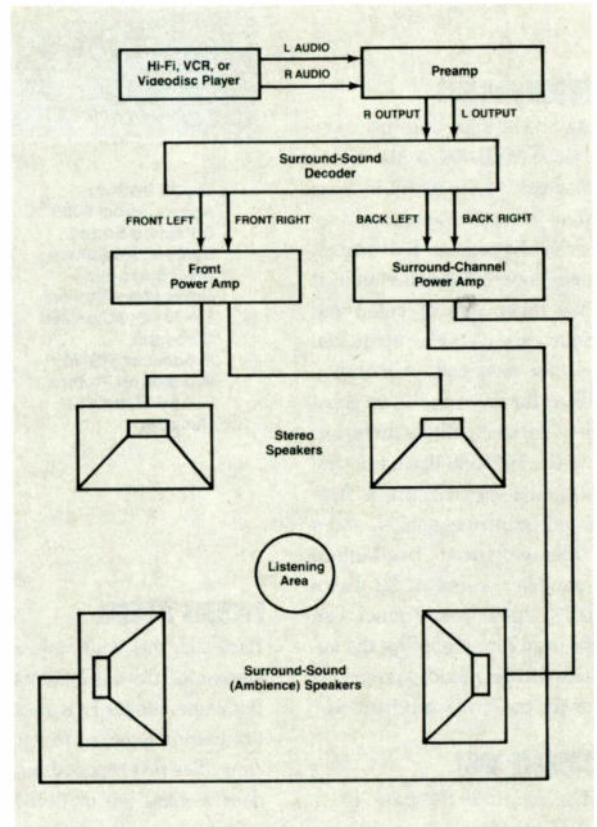 L AUDIO
Hi-Fi, VCR, or
Videodisc Player
R AUDIO
Preamp
R OUTPUT
L OUTPUT
Surround-Sound
Decoder
FRONT LEFT
FRONT RIGHT
BACK LEFT
BACK RIGHT
Front
Power Amp
Surround-Channel
Power Amp
Stereo
Speakers
Listening
Area
Surround-Sound
(Ambience) Speakers